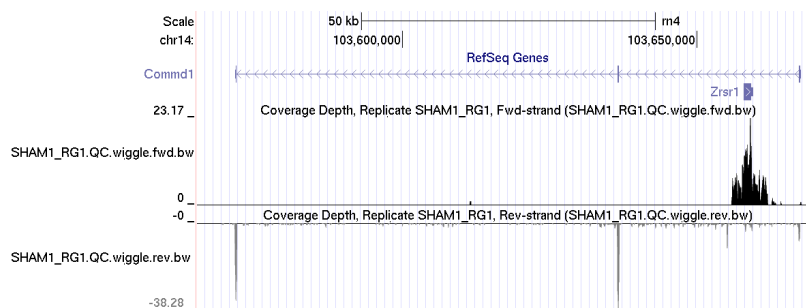 Scale 50 kb rn4
chr14: 103,600,000 103,650,000
RefSeq Genes
Commd1
Zrsr1
23.17 _ Coverage Depth, Replicate SHAM1_RG1, Fwd-strand (SHAM1_RG1.QC.wiggle.fwd.bw)
SHAM1_RG1.QC.wiggle.fwd.bw
0 _
-0 _ Coverage Depth, Replicate SHAM1_RG1, Rev-strand (SHAM1_RG1.QC.wiggle.rev.bw)
SHAM1_RG1.QC.wiggle.rev.bw
-38.28